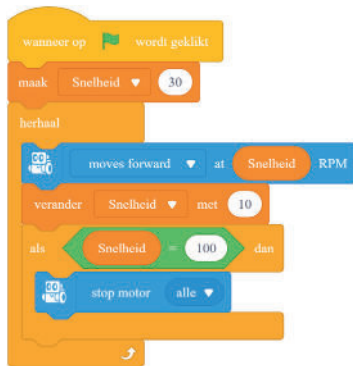 wanneer op wordt geklikt
maak Snelheid 30
herhaal
moves forward at Snelheid RPM
verander Snelheid met 10
als Snelheid = 100 dan
stop motor alle